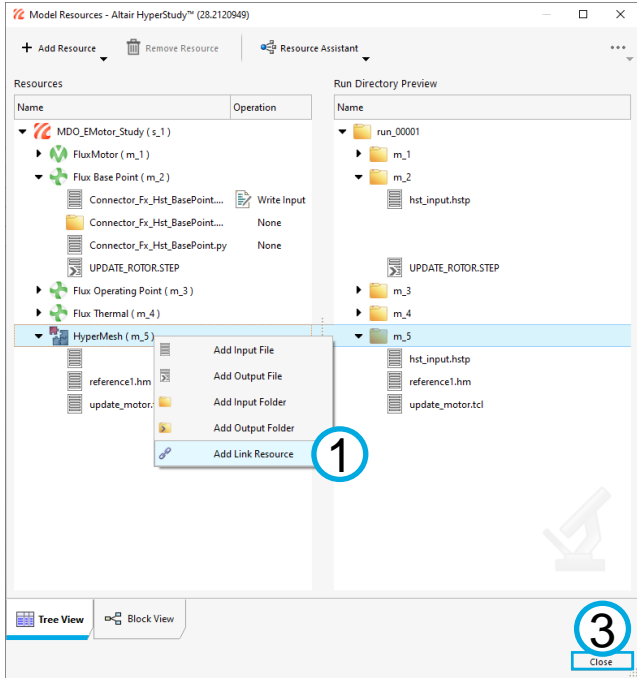 Model Resources - Altair HyperStudy™ (28.2120949)
Add Resource
Remove Resource
Resource Assistant
Resources
Run Directory Preview
Name
Operation
Name
MDO_EMotor_Study ( s_1 )
run_00001
FluxMotor ( m_1 )
m_1
Flux Base Point ( m_2 )
m_2
Connector_Fx_Hst_BasePoint....
Write Input
hst_input.hstp
Connector_Fx_Hst_BasePoint....
None
Connector_Fx_Hst_BasePoint.py
None
UPDATE_ROTOR.STEP
UPDATE_ROTOR.STEP
Flux Operating Point ( m_3 )
m_3
Flux Thermal ( m_4 )
m_4
HyperMesh ( m_5 )
m_5
Add Input File
hst_input.hstp
reference1.hm
Add Output File
reference1.hm
update_motor.
Add Input Folder
update_motor.tcl
Add Output Folder
Add Link Resource
1
Tree View
Block View
3
Close